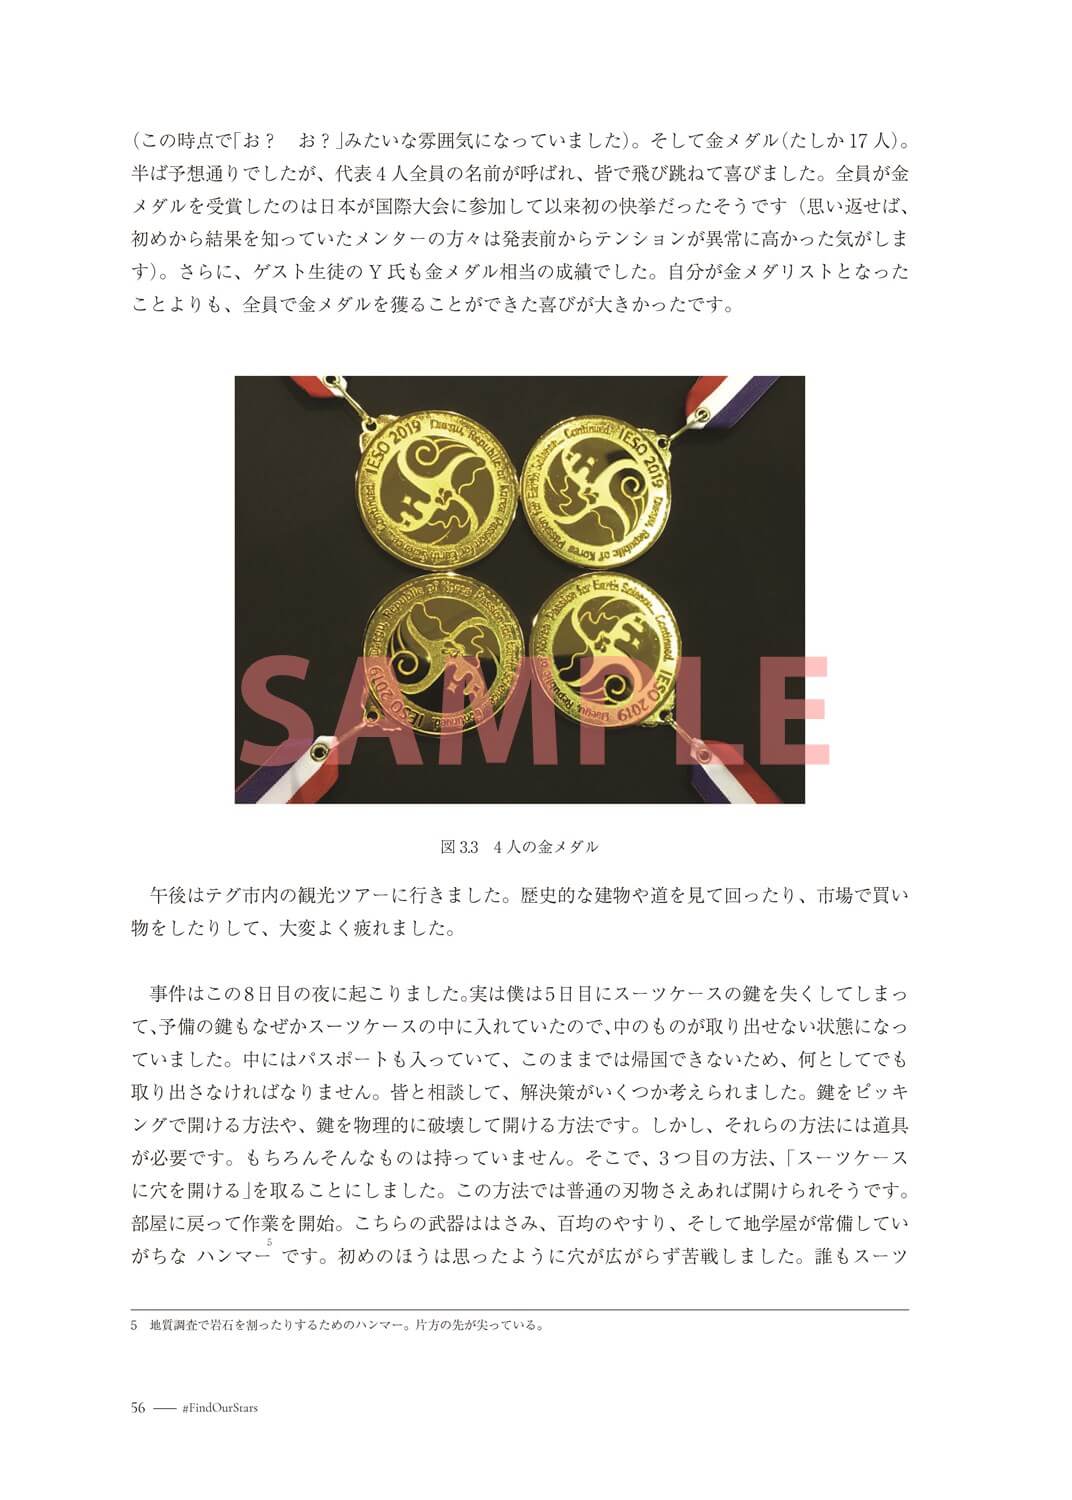 (この時点で「お？　お？」みたいな雰囲気になっていました)。そして金メダル(たしか 17 人)。
半ば予想通りでしたが、代表 4 人全員の名前が呼ばれ、皆で飛び跳ねて喜びました。全員が金
メダルを受賞したのは日本が国際大会に参加して以来初の快挙だったそうです（思い返せば、
初めから結果を知っていたメンターの方々は発表前からテンションが異常に高かった気がしま
す)。さらに、ゲスト生徒の Y 氏も金メダル相当の成績でした。自分が金メダリストとなった
ことよりも、全員で金メダルを獲ることができた喜びが大きかったです。
IESO 2019 Daegu, Republic of Korea Passion for Earth Science... Continued.
IESO 2019 Daegu, Republic of Korea Passion for Earth Science... Continued.
IESO 2019 Daegu, Republic of Korea Passion for Earth Science... Continued.
IESO 2019 Daegu, Republic of Korea Passion for Earth Science... Continued.
SAMPLE
図 3.3　4 人の金メダル
午後はテグ市内の観光ツアーに行きました。歴史的な建物や道を見て回ったり、市場で買い
物をしたりして、大変よく疲れました。
事件はこの8日目の夜に起こりました。実は僕は5日目にスーツケースの鍵を失くしてしまっ
て、予備の鍵もなぜかスーツケースの中に入れていたので、中のものが取り出せない状態になっ
ていました。中にはパスポートも入っていて、このままでは帰国できないため、何としてでも
取り出さなければなりません。皆と相談して、解決策がいくつか考えられました。鍵をピッキ
ングで開ける方法や、鍵を物理的に破壊して開ける方法です。しかし、それらの方法には道具
が必要です。もちろんそんなものは持っていません。そこで、3 つ目の方法、「スーツケース
に穴を開ける」を取ることにしました。この方法では普通の刃物さえあれば開けられそうです。
部屋に戻って作業を開始。こちらの武器ははさみ、百均のやすり、そして地学屋が常備してい
がちな ハンマー5 です。初めのほうは思ったように穴が広がらず苦戦しました。誰もスーツ
5　地質調査で岩石を割ったりするためのハンマー。片方の先が尖っている。
56 ── #FindOurStars